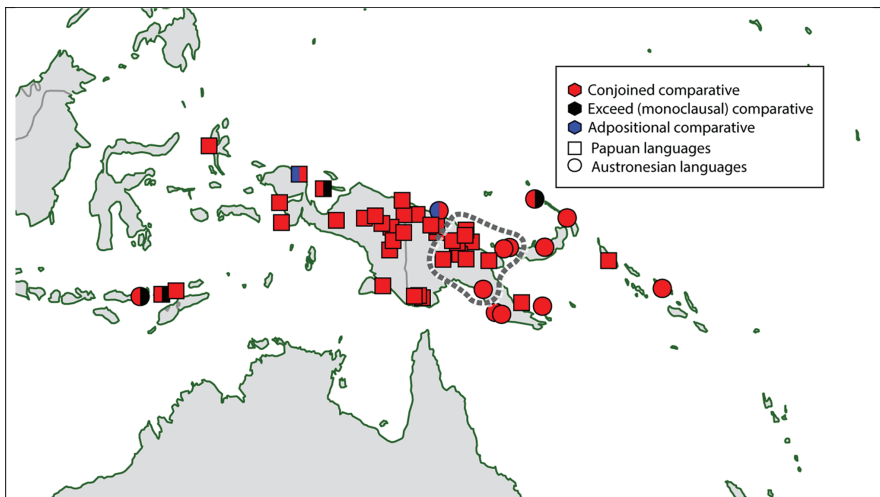 Conjoined comparative
Exceed (monoclausal) comparative
Adpositional comparative
Papuan languages
Austronesian languages